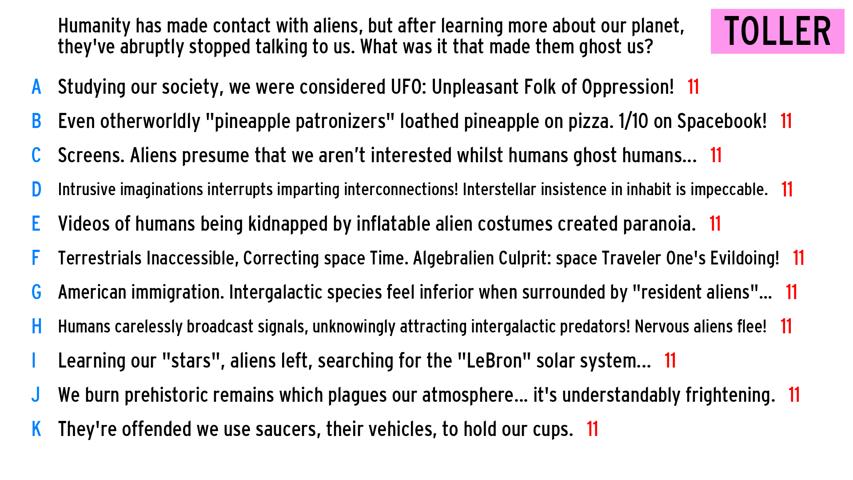 Humanity has made contact with aliens, but after learning more about our planet,
they've abruptly stopped talking to us. What was it that made them ghost us?
TOLLER
A Studying our society, we were considered UFO: Unpleasant Folk of Oppression! 11
B Even otherworldly "pineapple patronizers" loathed pineapple on pizza. 1/10 on Spacebook! 11
C Screens. Aliens presume that we aren't interested whilst humans ghost humans... 11
D Intrusive imaginations interrupts imparting interconnections! Interstellar insistence in inhabit is impeccable. 11
E Videos of humans being kidnapped by inflatable alien costumes created paranoia. 11
F Terrestrials Inaccessible, Correcting space Time. Algebralien Culprit: space Traveler One's Evildoing! 11
G American immigration. Intergalactic species feel inferior when surrounded by "resident aliens"... 11
H Humans carelessly broadcast signals, unknowingly attracting intergalactic predators! Nervous aliens flee! 11
I Learning our "stars", aliens left, searching for the "LeBron" solar system... 11
J We burn prehistoric remains which plagues our atmosphere... it's understandably frightening. 11
K They're offended we use saucers, their vehicles, to hold our cups. 11